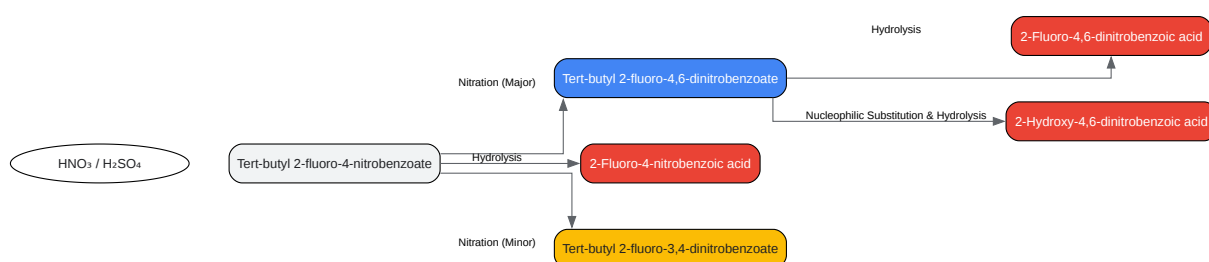 Hydrolysis
2-Fluoro-4,6-dinitrobenzoic acid
Nitration (Major)
Tert-butyl 2-fluoro-4,6-dinitrobenzoate
Nucleophilic Substitution & Hydrolysis
2-Hydroxy-4,6-dinitrobenzoic acid
HNO₃ / H₂SO₄
Tert-butyl 2-fluoro-4-nitrobenzoate
Hydrolysis
2-Fluoro-4-nitrobenzoic acid
Nitration (Minor)
Tert-butyl 2-fluoro-3,4-dinitrobenzoate